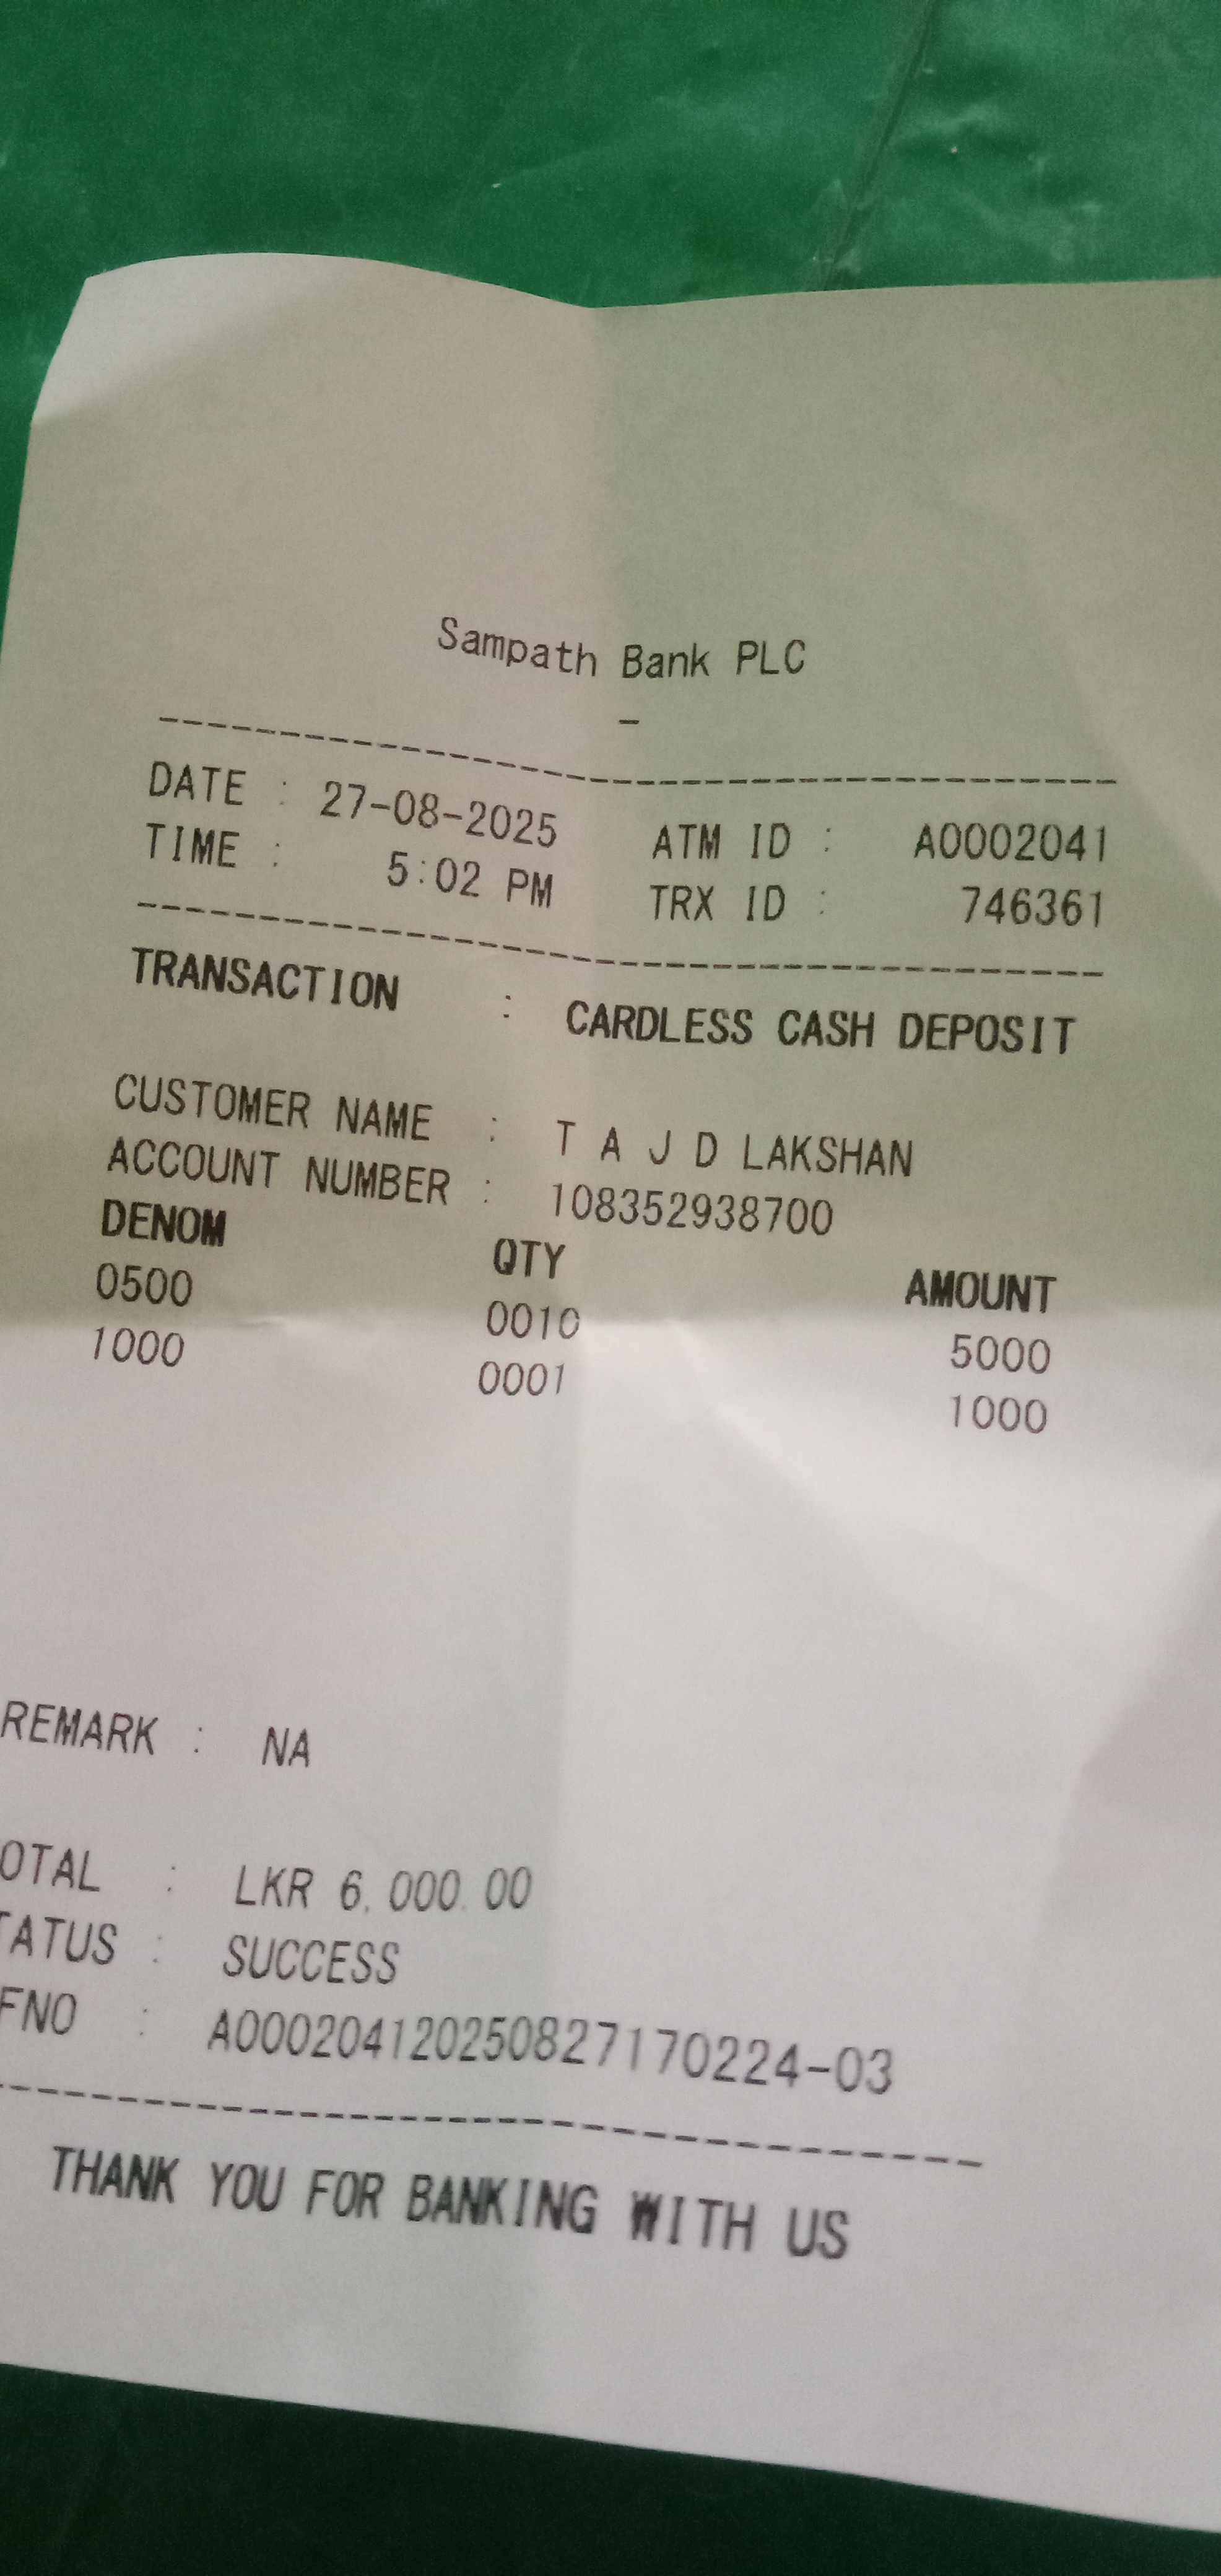 Sampath Bank PLC
-
DATE : 27-08-2025 ATM ID : A0002041
TIME : 5:02 PM TRX ID : 746361
TRANSACTION : CARDLESS CASH DEPOSIT
CUSTOMER NAME : T A J D LAKSHAN
ACCOUNT NUMBER : 108352938700
DENOM QTY AMOUNT
0500 0010 5000
1000 0001 1000
REMARK : NA
OTAL : LKR 6,000.00
TATUS : SUCCESS
FNO : A000204120250827170224-03
THANK YOU FOR BANKING WITH US